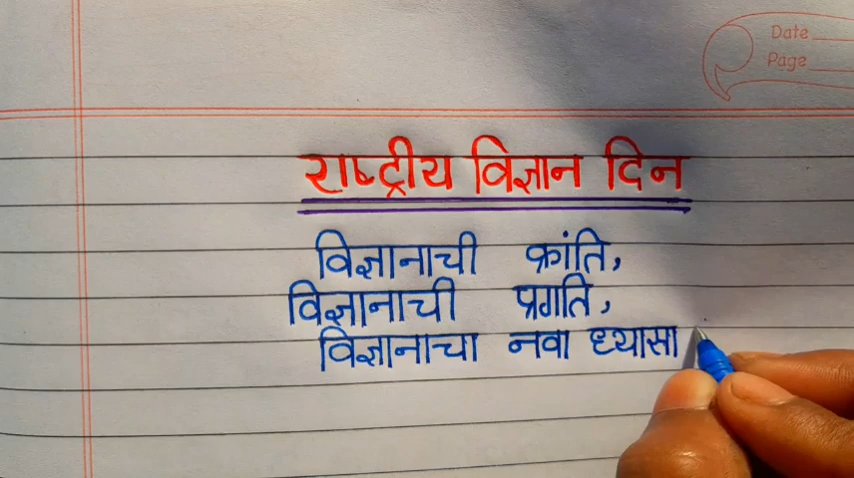 Date
Page
राष्ट्रीय विज्ञान दिन
विज्ञानाची क्रांति,
विज्ञानाची प्रगति,
विज्ञानाचा नवा ध्यासा